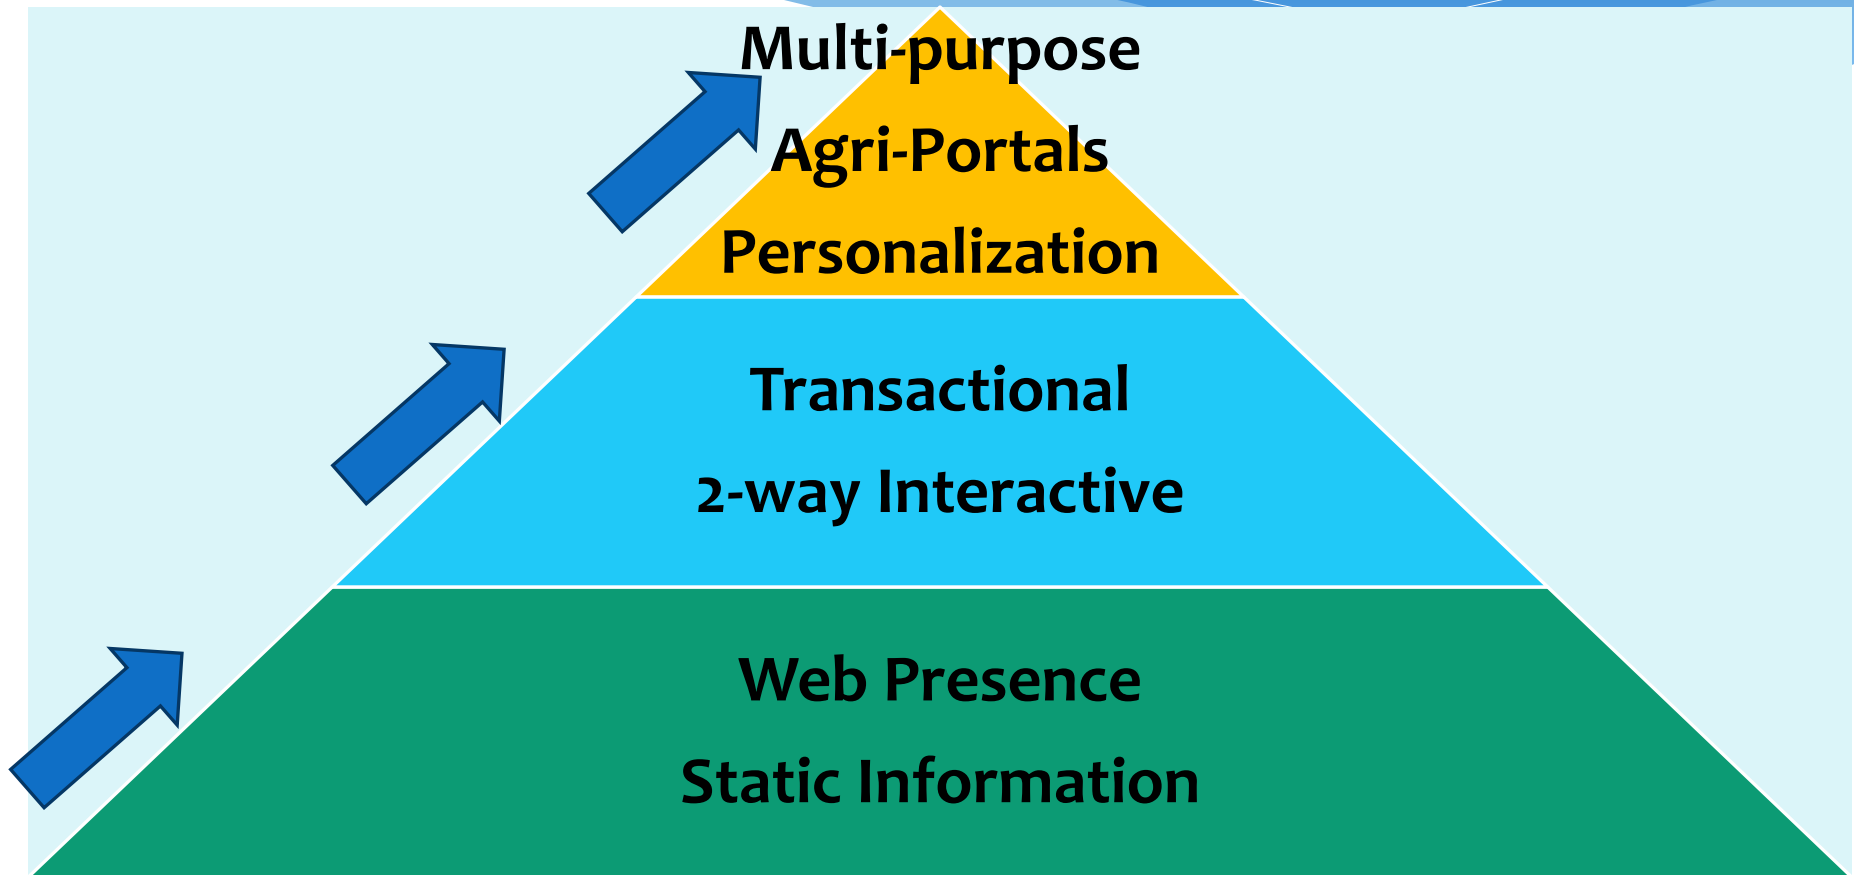 Multi-purpose
Agri-Portals
Personalization
Transactional
2-way Interactive
Web Presence
Static Information